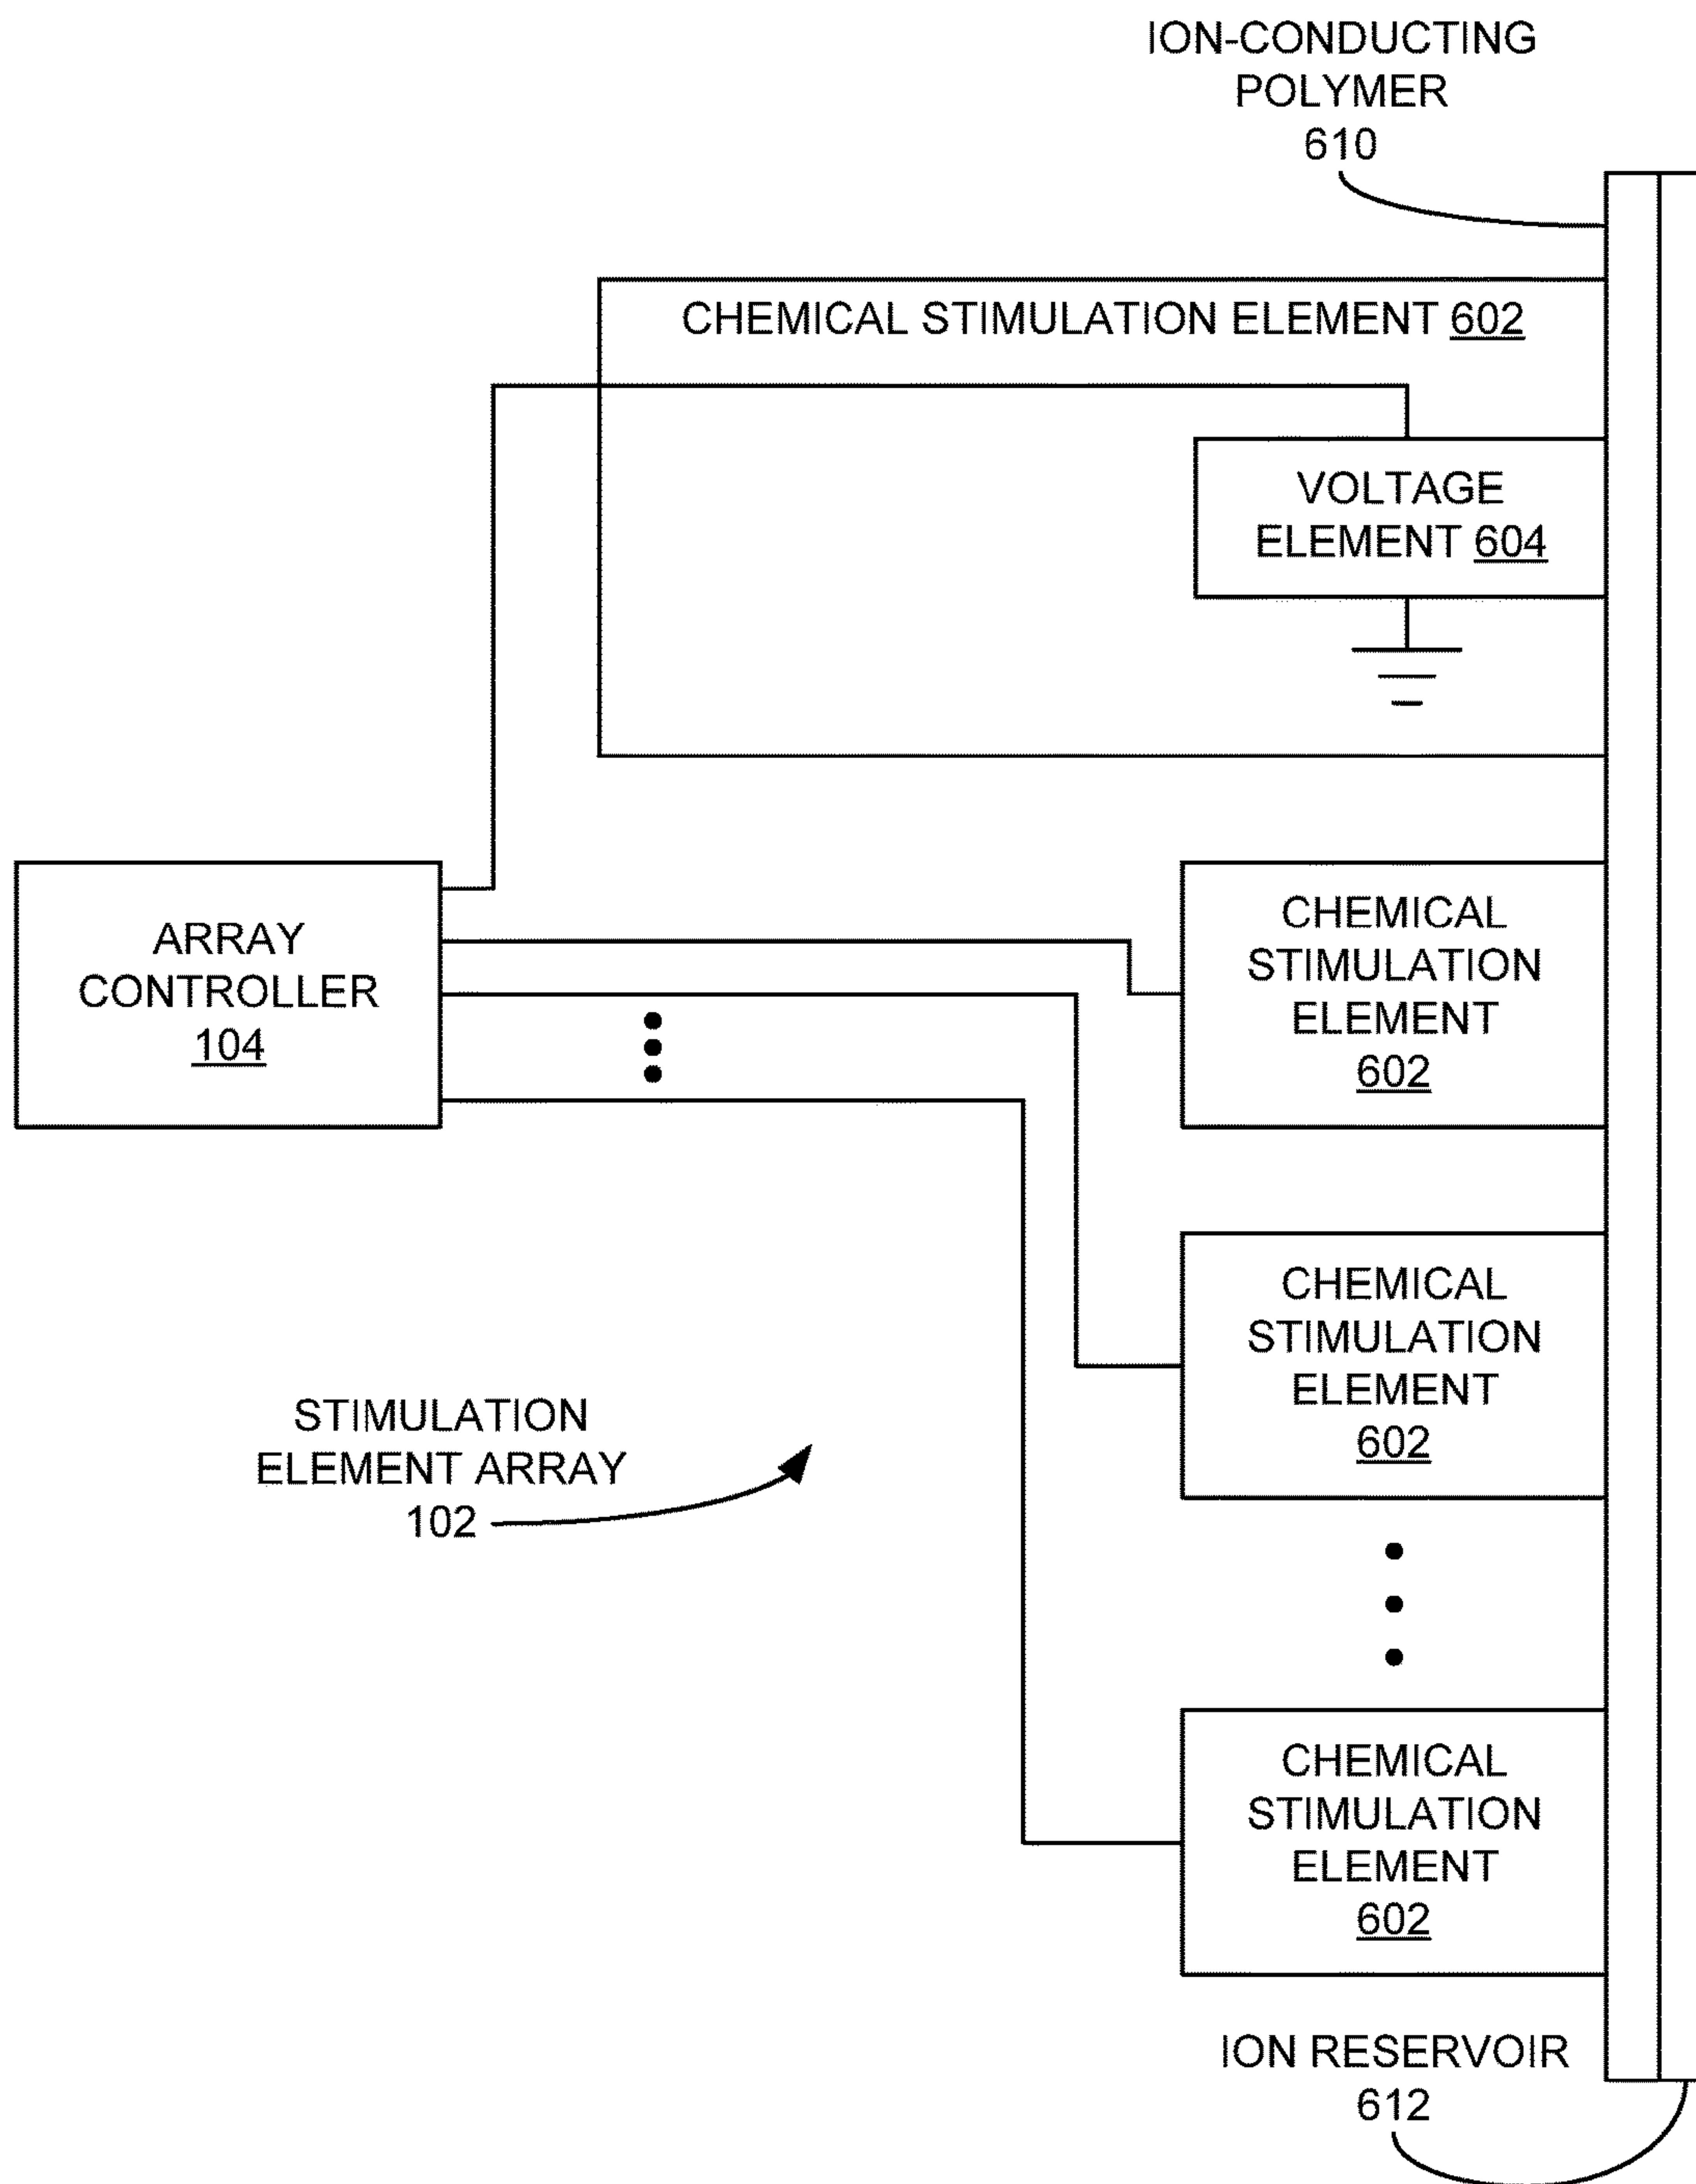 ION-CONDUCTING
POLYMER
610
CHEMICAL STIMULATION ELEMENT 602
VOLTAGE
ELEMENT 604
ARRAY
CONTROLLER
104
CHEMICAL
STIMULATION
ELEMENT
602
CHEMICAL
STIMULATION
ELEMENT
602
STIMULATION
ELEMENT ARRAY
102
CHEMICAL
STIMULATION
ELEMENT
602
ION RESERVOIR
612